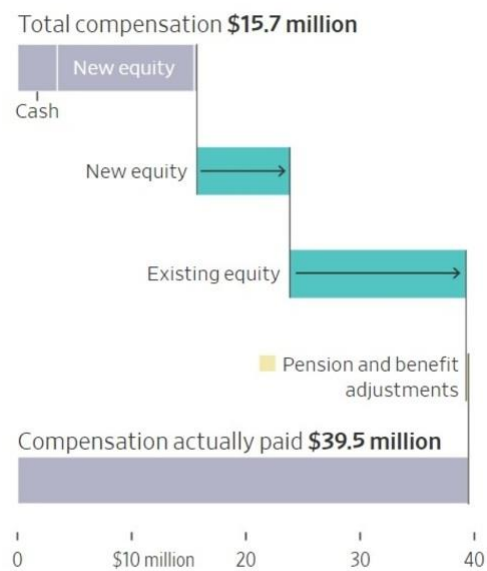 Total compensation $15.7 million
New equity
Cash
New equity
Existing equity
Pension and benefit
adjustments
Compensation actually paid $39.5 million
0 $10 million 20 30 40